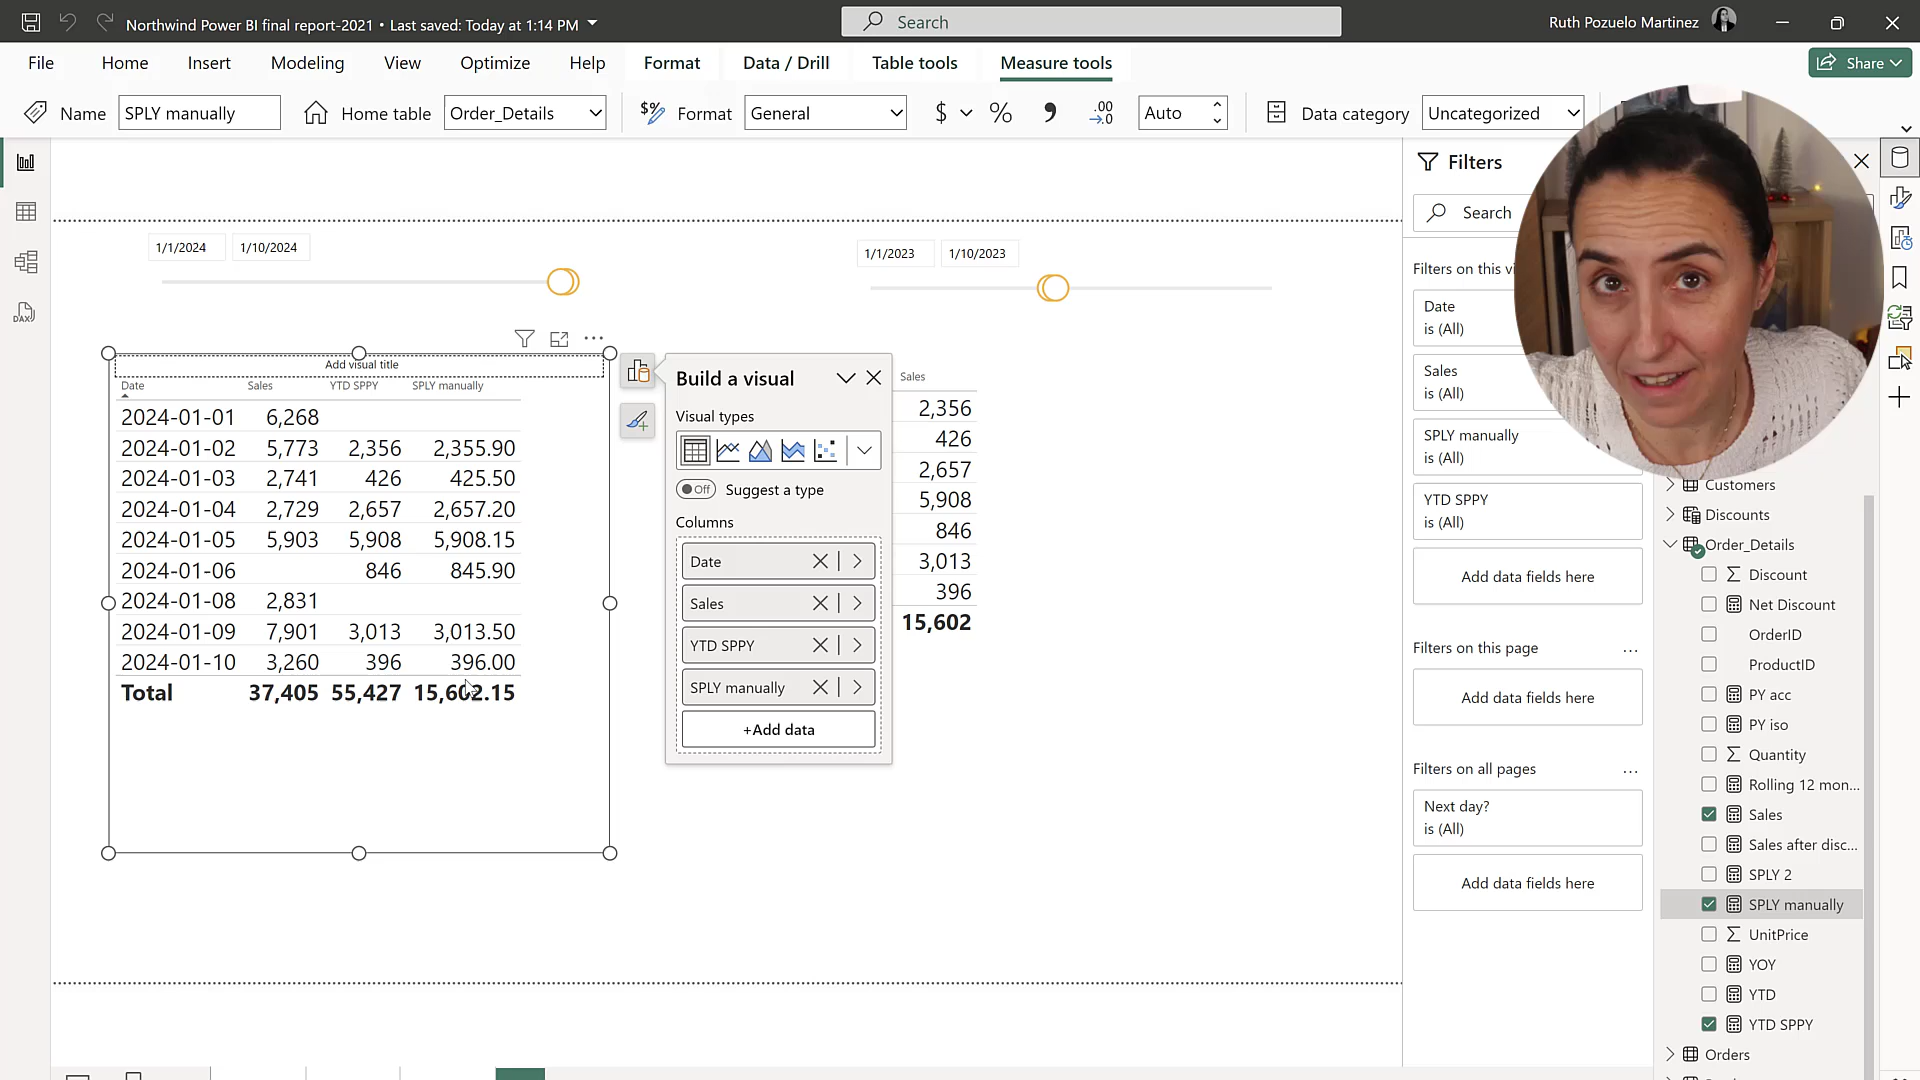 Northwind Power BI final report-2021 • Last saved: Today at 1:14 PM
Search
Ruth Pozuelo Martinez
File Home Insert Modeling View Optimize Help Format Data / Drill Table tools Measure tools
Share
Name SPLY manually Home table Order_Details Format General $ % .00 Auto Data category Uncategorized
DAX
1/1/2024 1/10/2024
1/1/2023 1/10/2023
Add visual title
Date Sales YTD SPPY SPLY manually
2024-01-01 6,268
2024-01-02 5,773 2,356 2,355.90
2024-01-03 2,741 426 425.50
2024-01-04 2,729 2,657 2,657.20
2024-01-05 5,903 5,908 5,908.15
2024-01-06 846 845.90
2024-01-08 2,831
2024-01-09 7,901 3,013 3,013.50
2024-01-10 3,260 396 396.00
Total 37,405 55,427 15,602.15
Build a visual
Visual types
Off Suggest a type
Columns
Date
Sales
YTD SPPY
SPLY manually
+Add data
Sales
2,356
426
2,657
5,908
846
3,013
396
15,602
Filters
Search
Filters on this vi
Date
is (All)
Sales
is (All)
SPLY manually
is (All)
YTD SPPY
is (All)
Add data fields here
Filters on this page
Add data fields here
Filters on all pages
Next day?
is (All)
Add data fields here
Customers
Discounts
Order_Details
Discount
Net Discount
OrderID
ProductID
PY acc
PY iso
Quantity
Rolling 12 mon...
Sales
Sales after disc...
SPLY 2
SPLY manually
UnitPrice
YOY
YTD
YTD SPPY
Orders